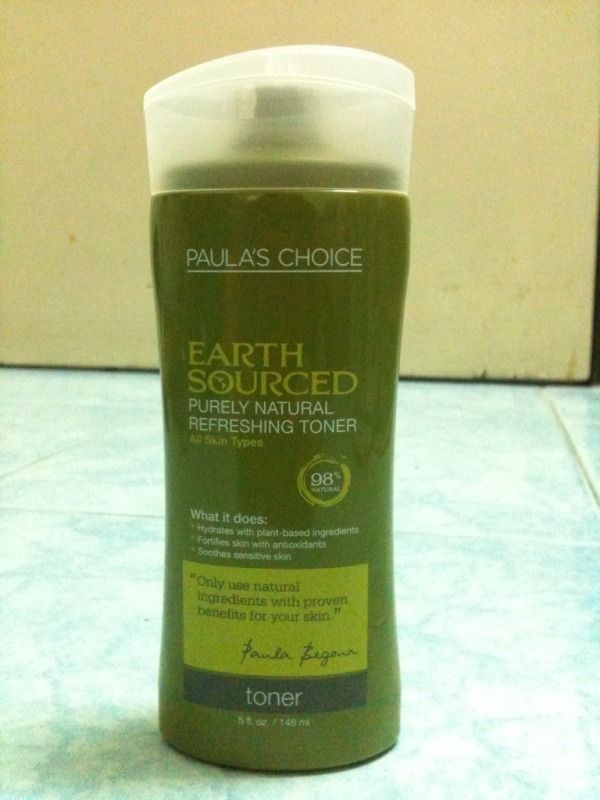 PAULA'S CHOICE
EARTH
SOURCED
PURELY NATURAL
REFRESHING TONER
All Skin Types
98%
NATURAL
What it does:
* Hydrates with plant-based ingredients
* Fortifies skin with antioxidants
* Soothes sensitive skin
"Only use natural
ingredients with proven
benefits for your skin."
Paula Begoun
toner
5 fl. oz. / 148 ml